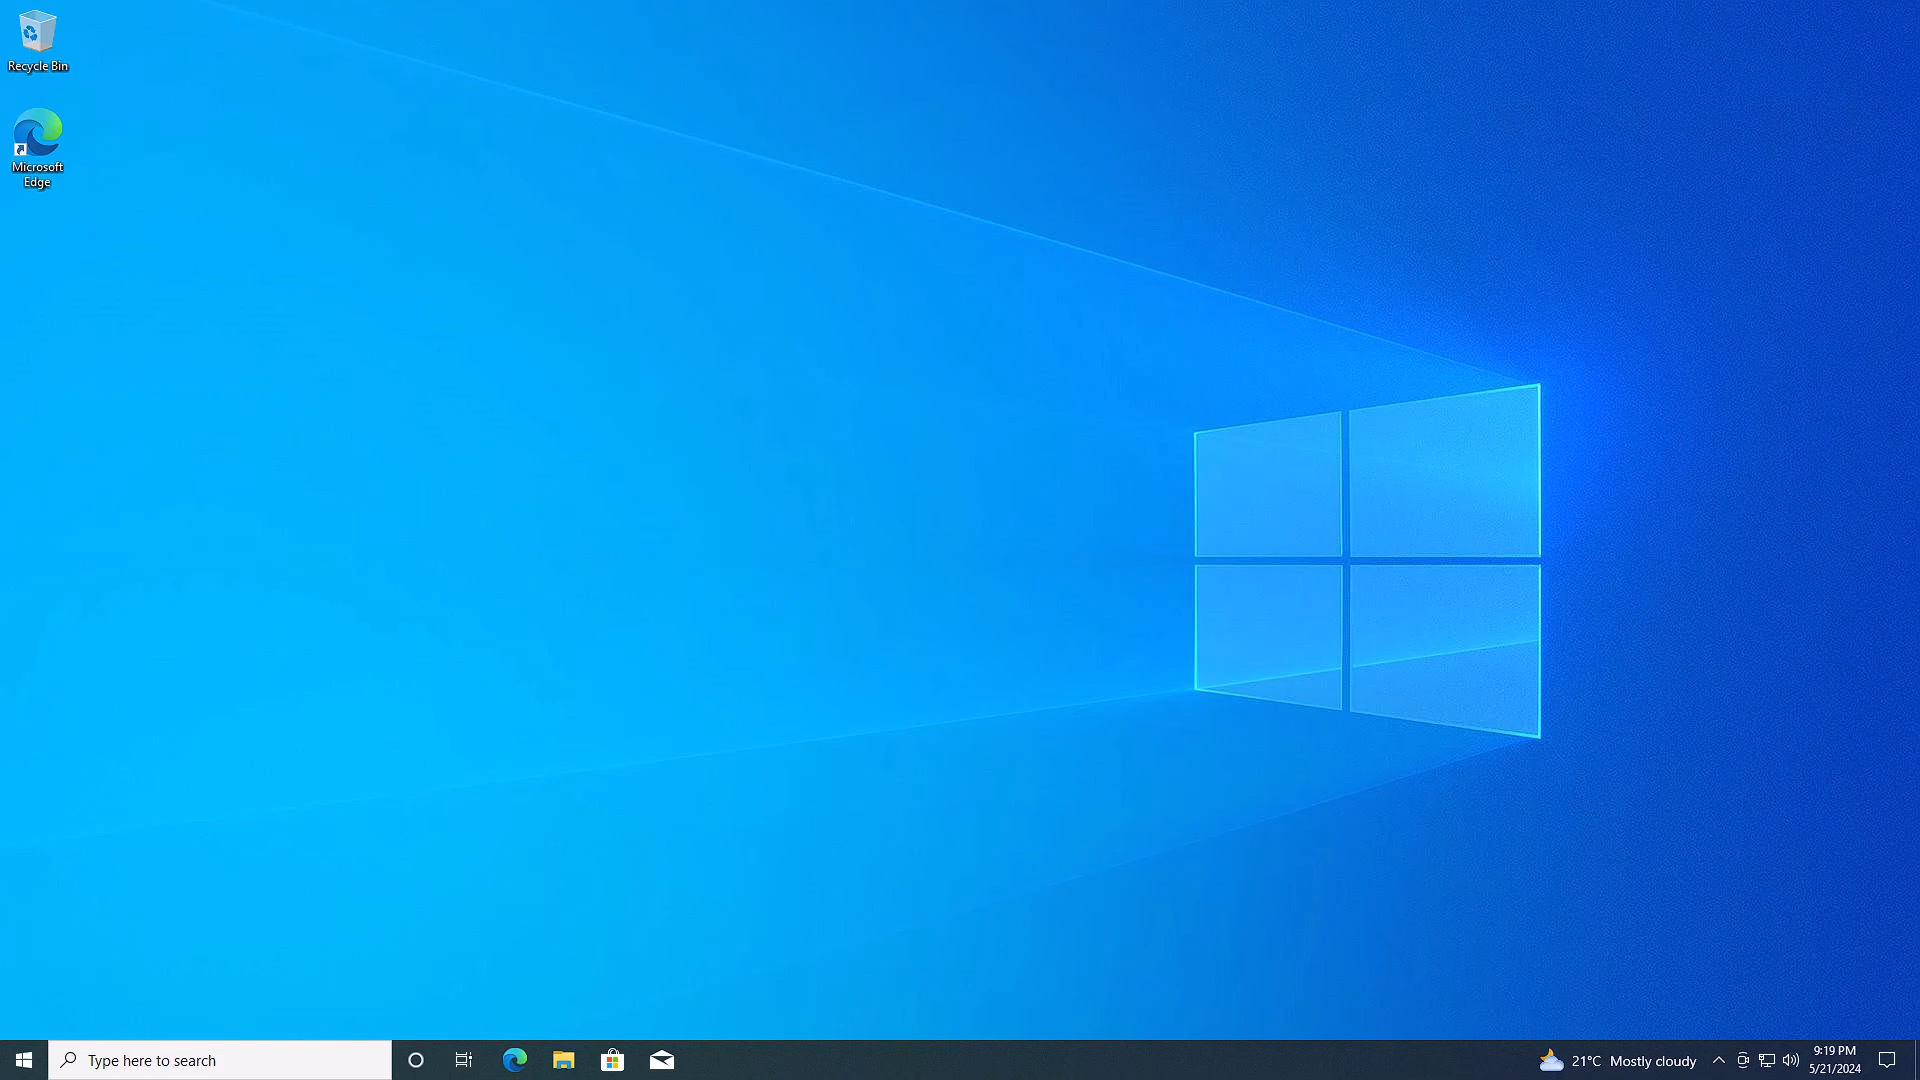 Recycle Bin
Microsoft
Edge
Type here to search
21°C Mostly cloudy
9:19 PM
5/21/2024